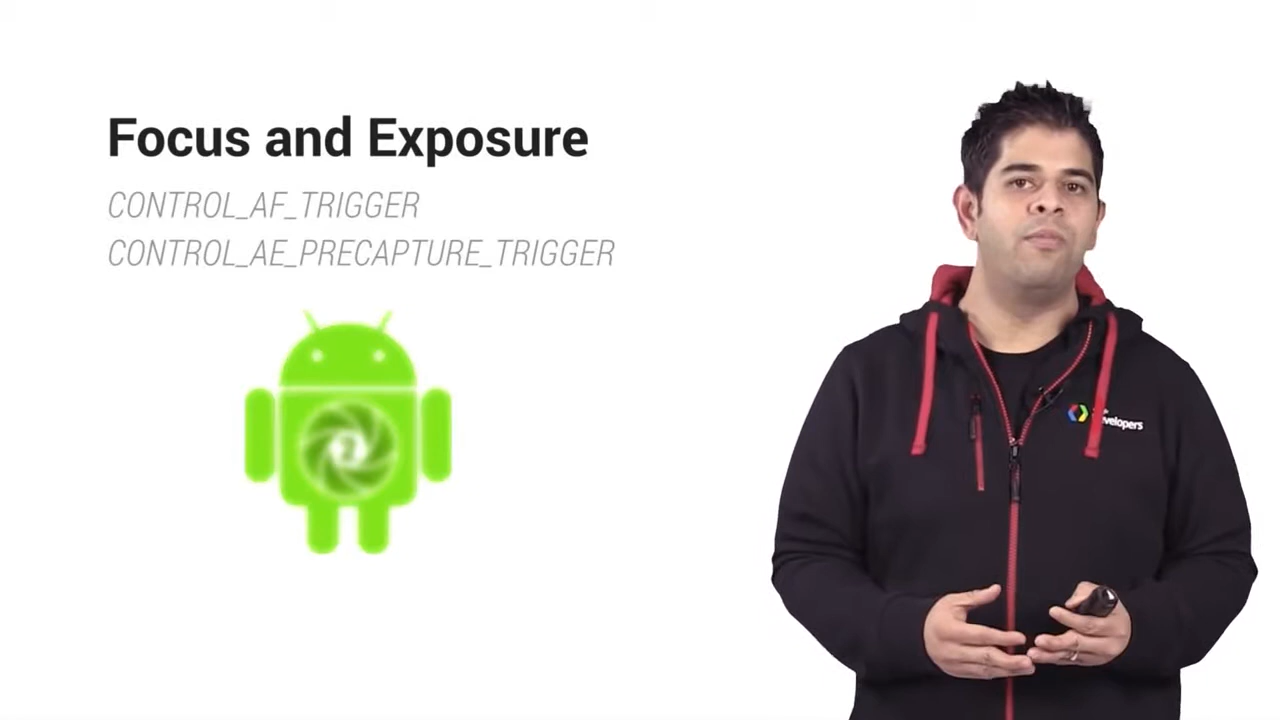 Focus and Exposure
CONTROL_AF_TRIGGER
CONTROL_AE_PRECAPTURE_TRIGGER